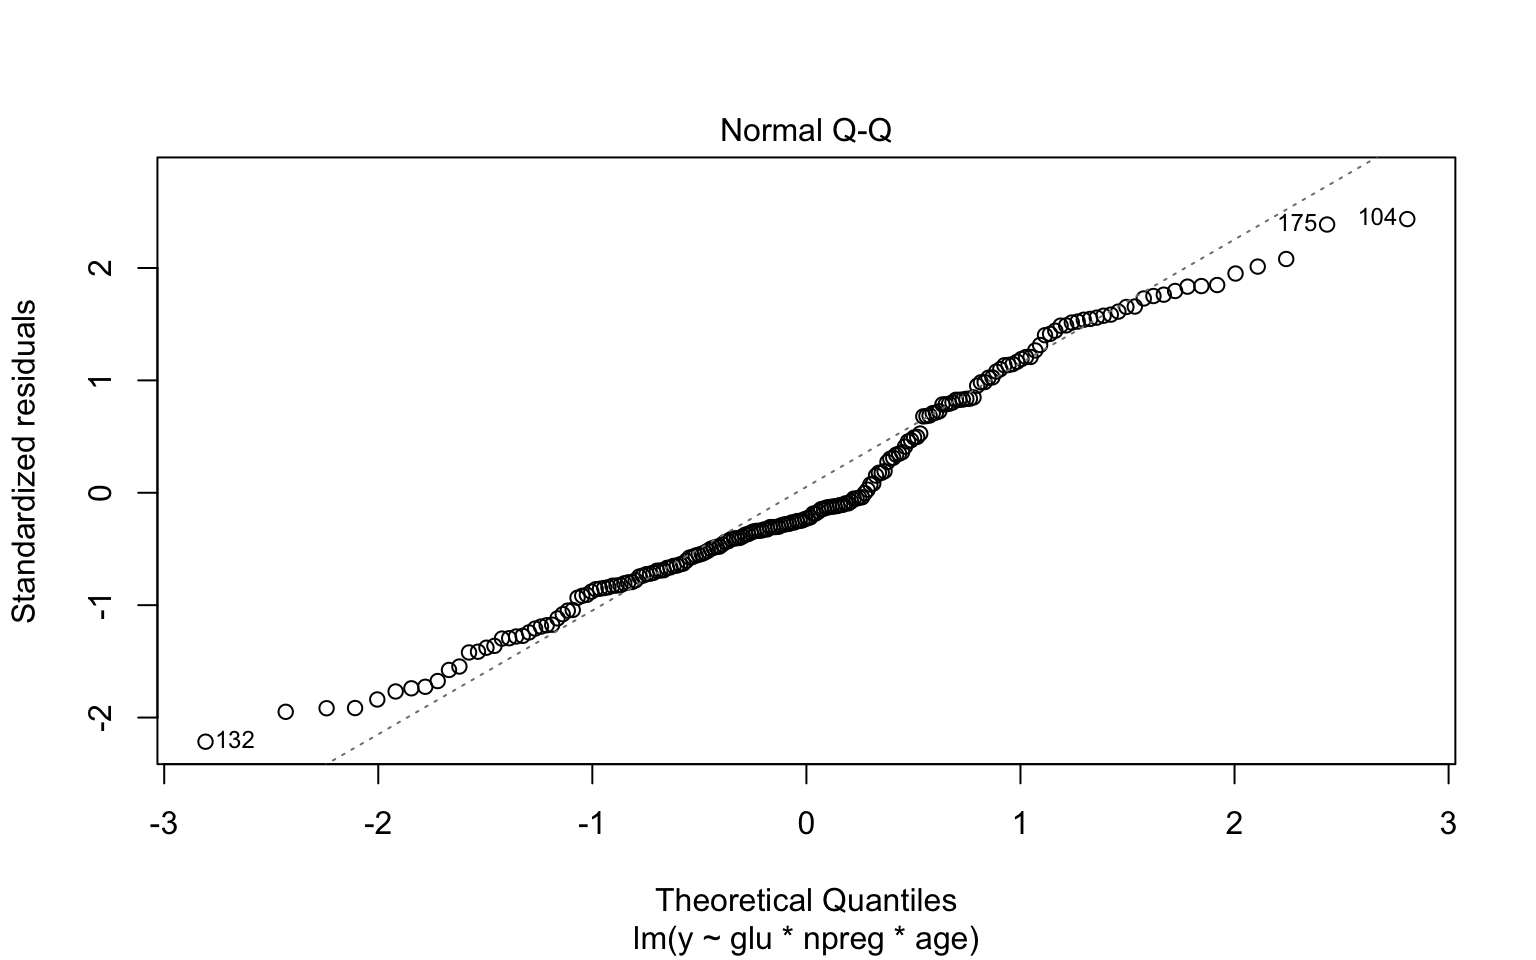 Normal Q-Q
175 104
2
1
0
-1
-2
Standardized residuals
132
-3 -2 -1 0 1 2 3
Theoretical Quantiles
lm(y ~ glu * npreg * age)